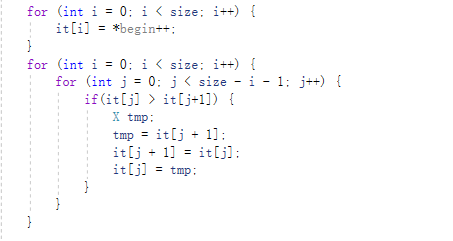 for (int i = 0; i < size; i++) {
    it[i] = *begin++;
}
for (int i = 0; i < size; i++) {
    for (int j = 0; j < size - i - 1; j++) {
        if(it[j] > it[j+1]) {
            X tmp;
            tmp = it[j + 1];
            it[j + 1] = it[j];
            it[j] = tmp;
        }
    }
}